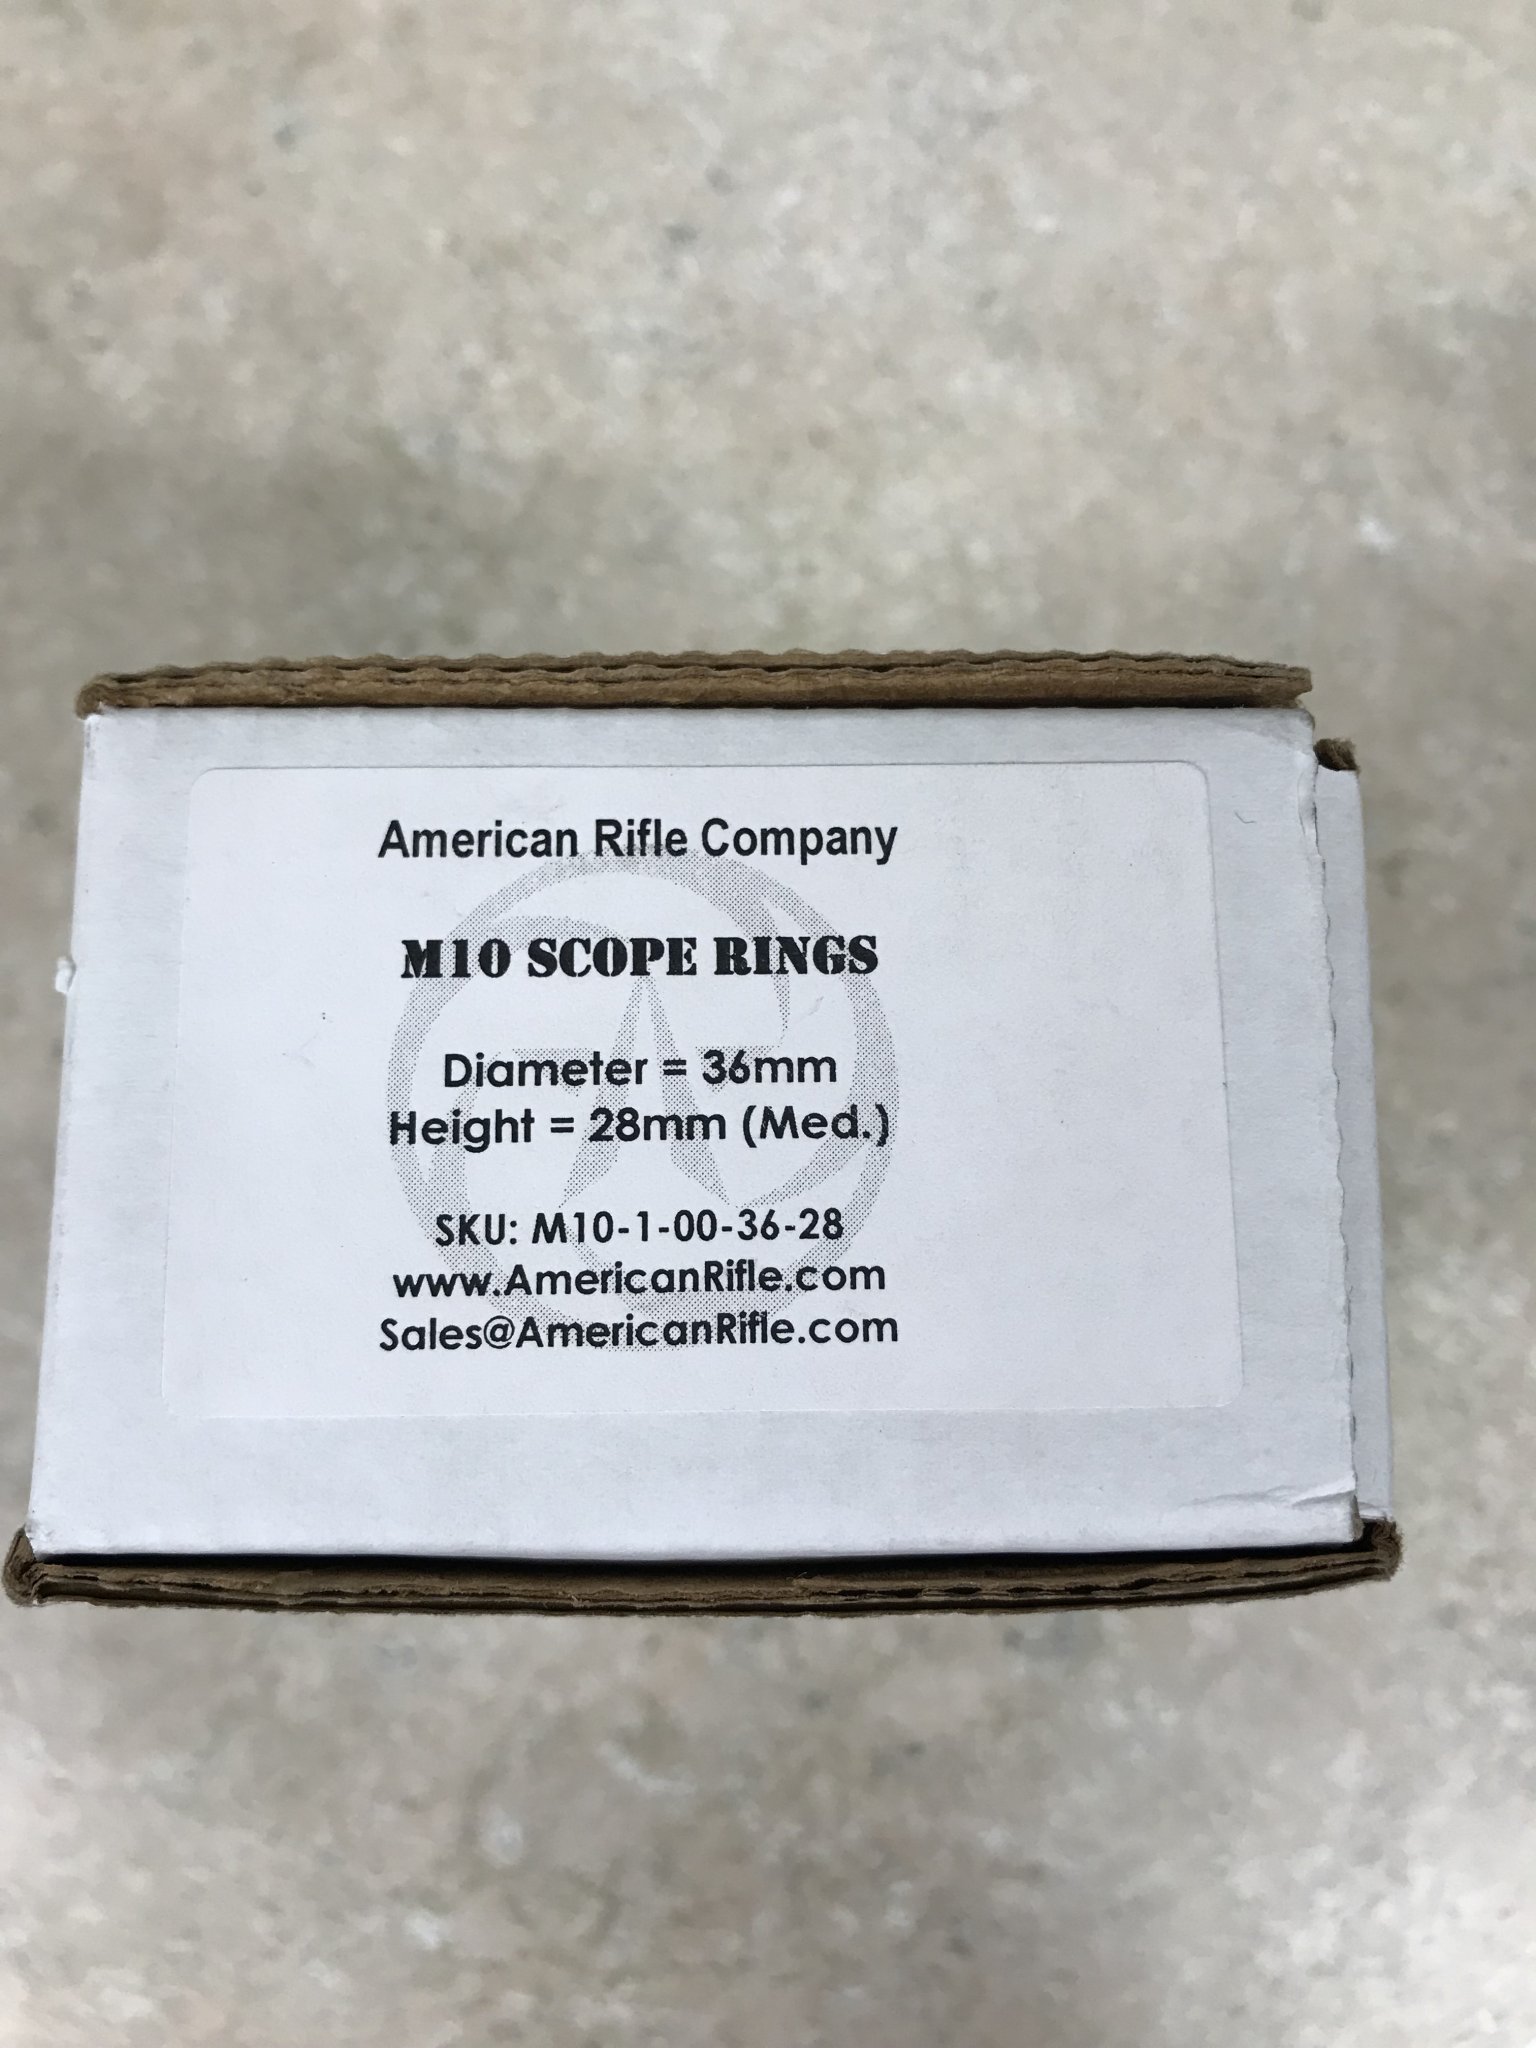 American Rifle Company
M10 SCOPE RINGS
Diameter = 36mm
Height = 28mm (Med.)
SKU: M10-1-00-36-28
www.AmericanRifle.com
Sales@AmericanRifle.com